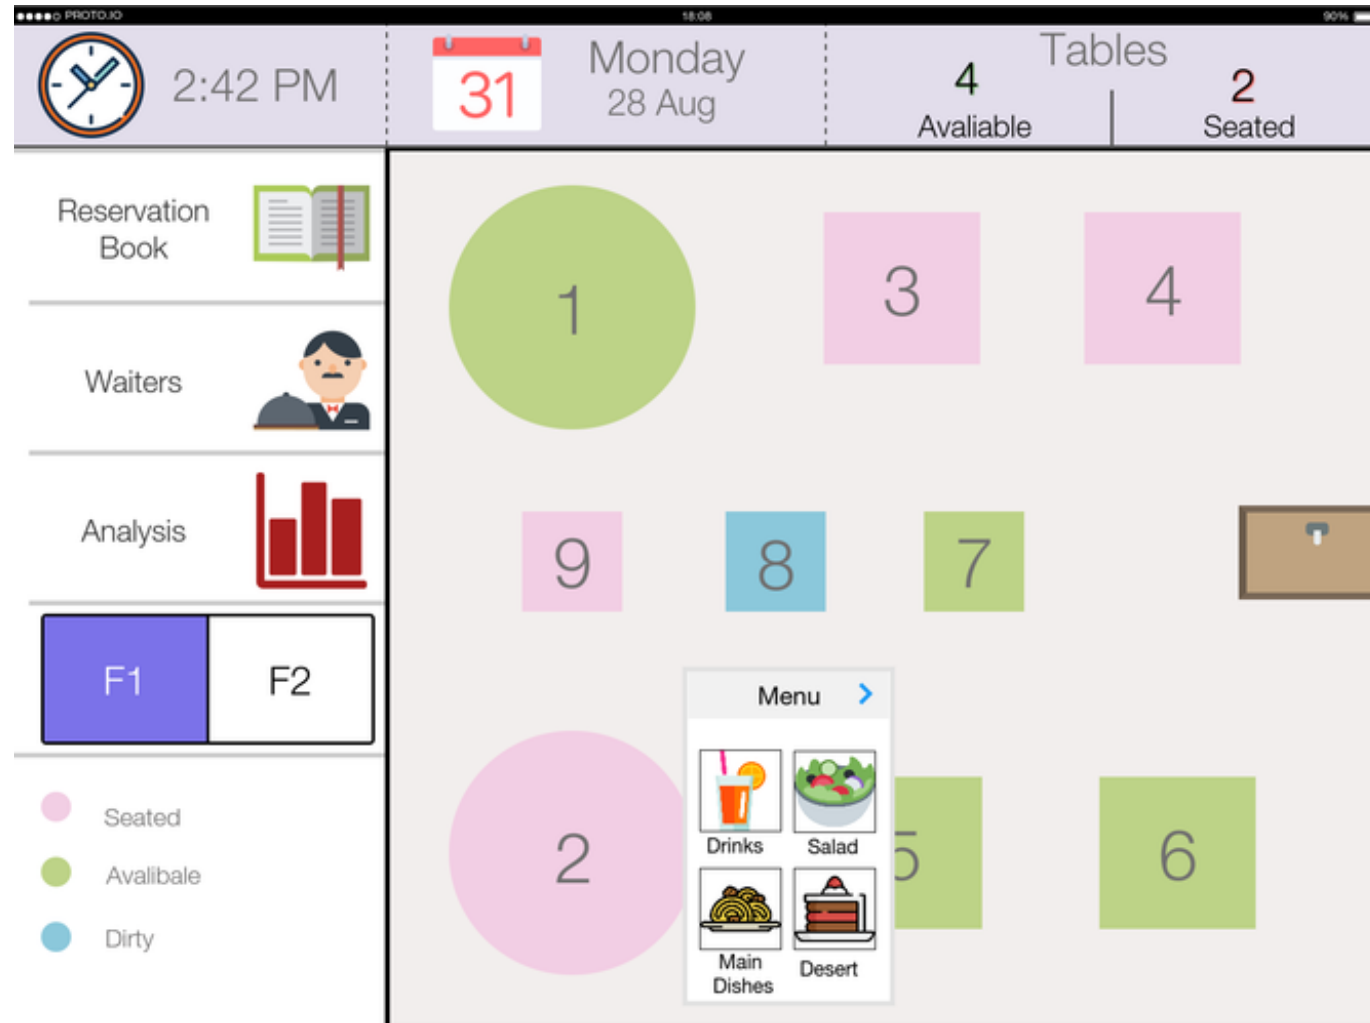 PROTO.IO
18:08
90%
2:42 PM
31
Monday
28 Aug
Tables
4
Avaliable
2
Seated
Reservation
Book
Waiters
Analysis
F1
F2
Seated
Avalibale
Dirty
1
3
4
9
8
7
2
5
6
Menu
Drinks
Salad
Main
Dishes
Desert